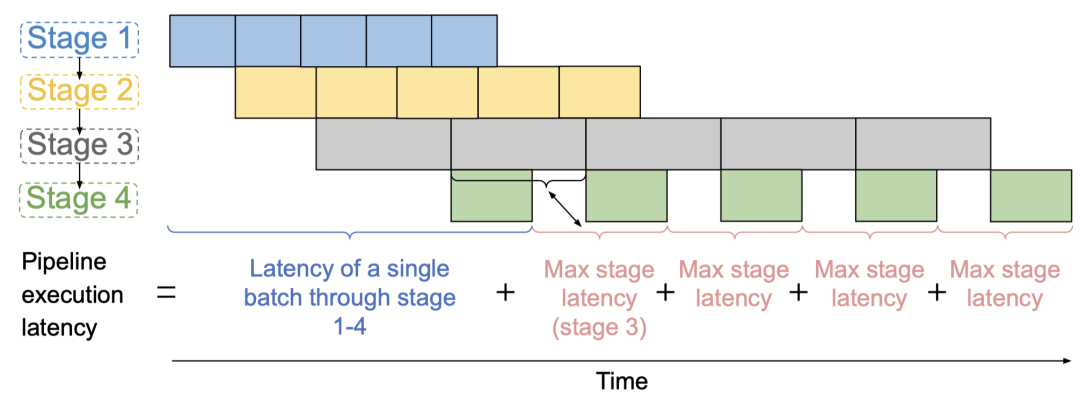 Stage 1
Stage 2
Stage 3
Stage 4
Pipeline
execution
latency
=
Latency of a single
batch through stage
1-4
+
Max stage
latency
(stage 3)
+
Max stage
latency
+
Max stage
latency
+
Max stage
latency
Time